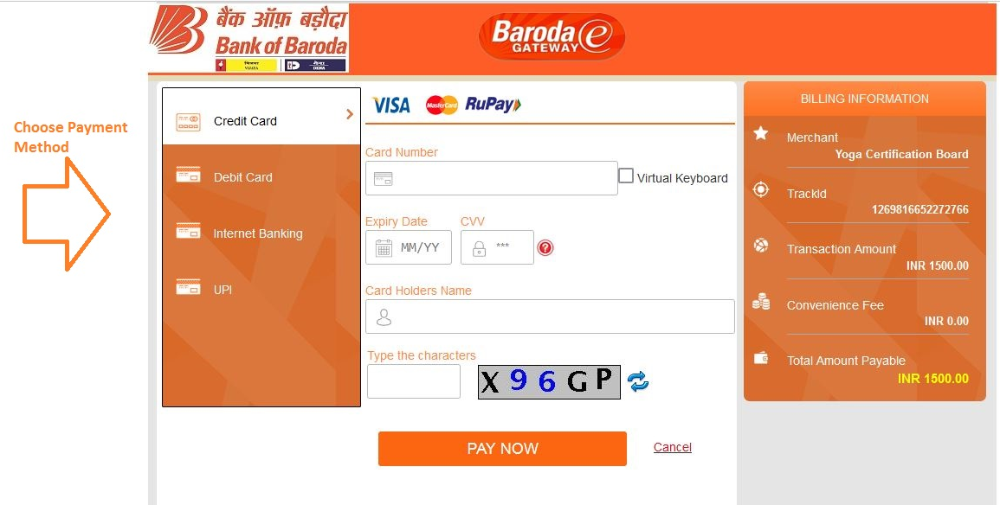 बैंक ऑफ़ बड़ौदा
Bank of Baroda
विजया
VIJAYA
देना
DENA
Baroda e
GATEWAY
Choose Payment
Method
Credit Card
Debit Card
Internet Banking
UPI
VISA MasterCard RuPay
Card Number
Virtual Keyboard
Expiry Date CVV
MM/YY ***
Card Holders Name
Type the characters
X96GP
PAY NOW Cancel
BILLING INFORMATION
Merchant
Yoga Certification Board
TrackId
1269816652272766
Transaction Amount
INR 1500.00
Convenience Fee
INR 0.00
Total Amount Payable
INR 1500.00